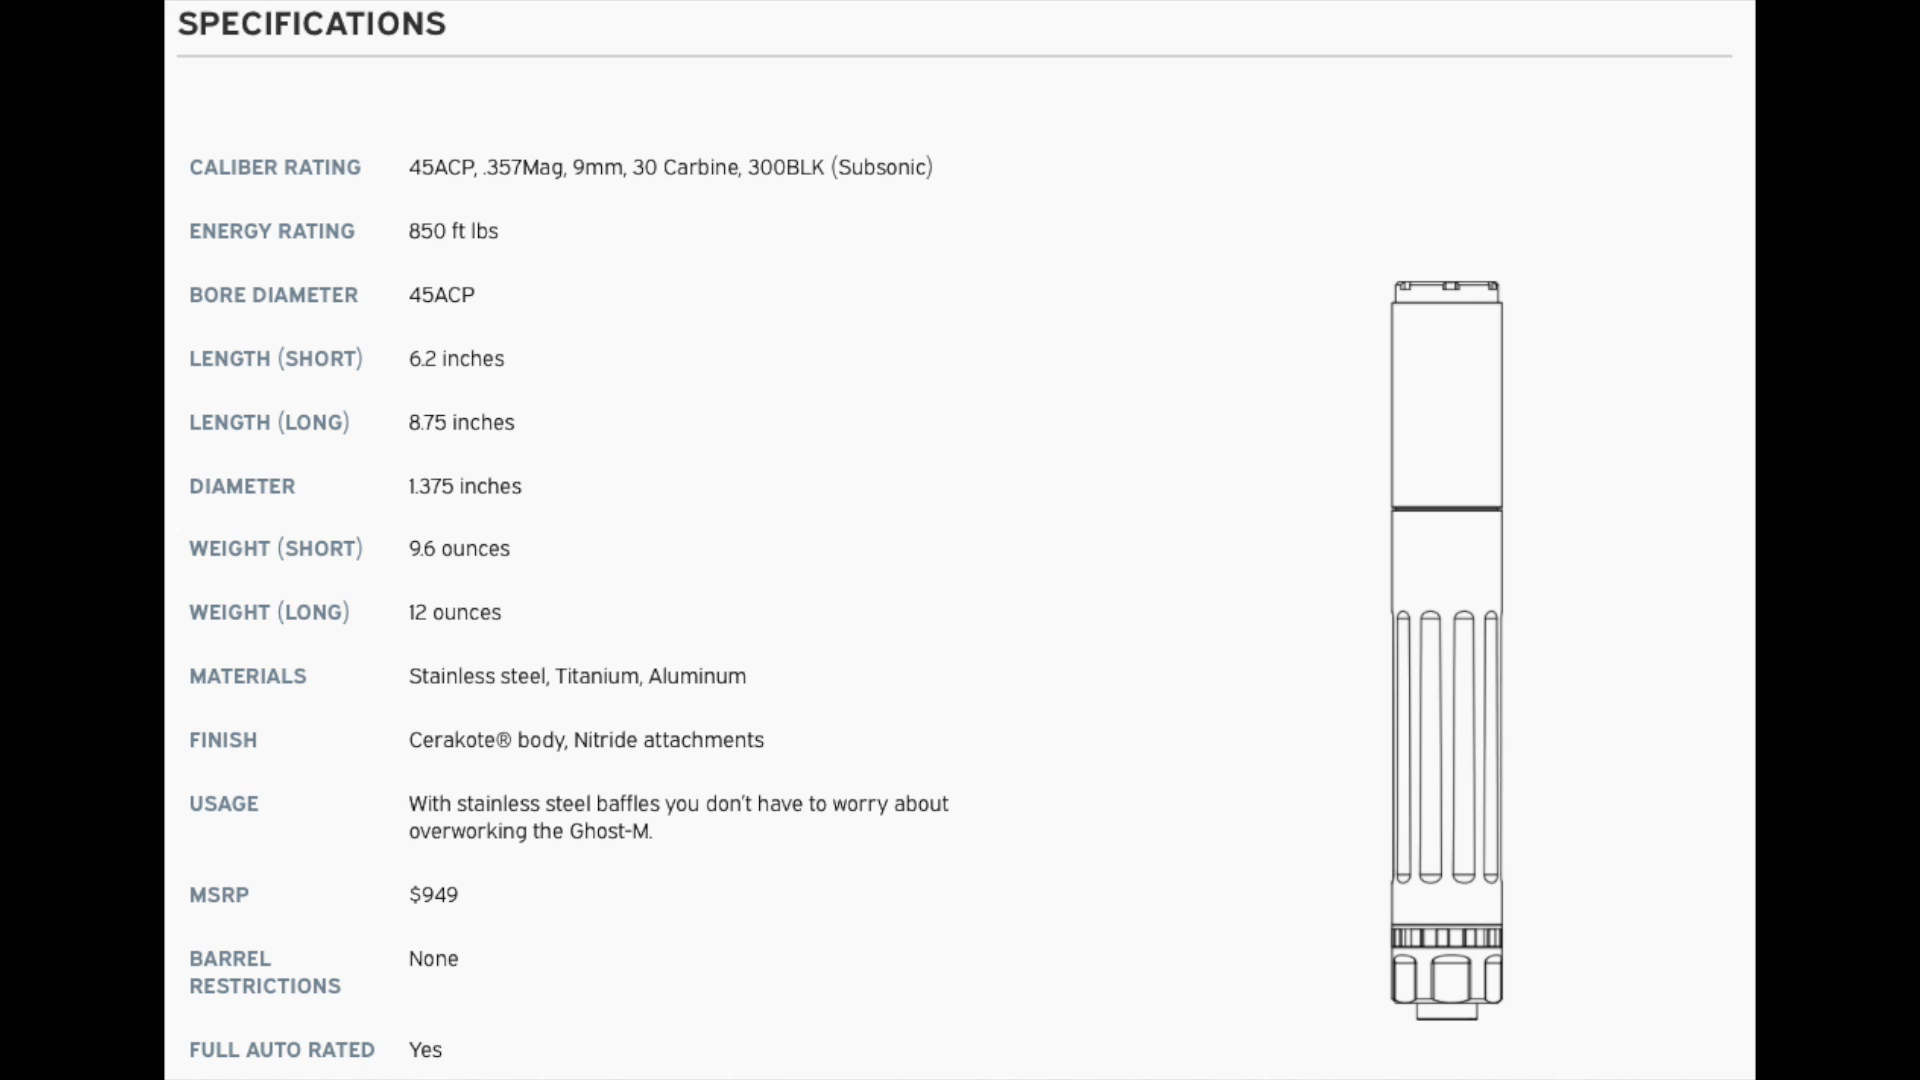 SPECIFICATIONS
CALIBER RATING 45ACP, .357Mag, 9mm, 30 Carbine, 300BLK (Subsonic)
ENERGY RATING 850 ft lbs
BORE DIAMETER 45ACP
LENGTH (SHORT) 6.2 inches
LENGTH (LONG) 8.75 inches
DIAMETER 1.375 inches
WEIGHT (SHORT) 9.6 ounces
WEIGHT (LONG) 12 ounces
MATERIALS Stainless steel, Titanium, Aluminum
FINISH Cerakote® body, Nitride attachments
USAGE With stainless steel baffles you don't have to worry about
overworking the Ghost-M.
MSRP $949
BARREL None
RESTRICTIONS
FULL AUTO RATED Yes